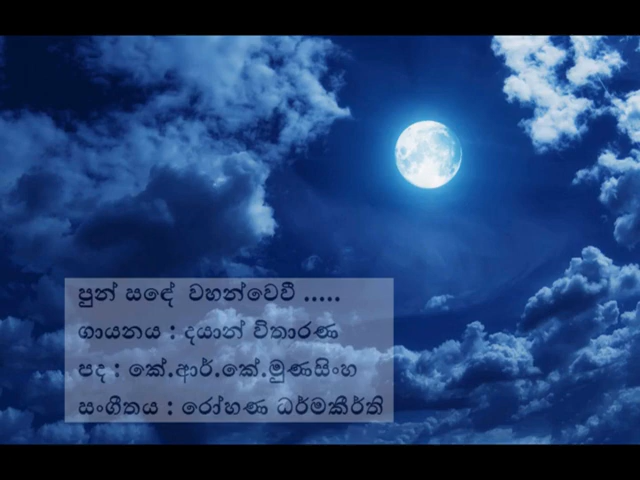 පුන් සඳේ වහන්වෙවී .....
ගායනය : දයාන් විතාරණ
පද : කේ.ආර්.කේ.මුණසිංහ
සංගීතය : රෝහණ ධර්මකීර්ති